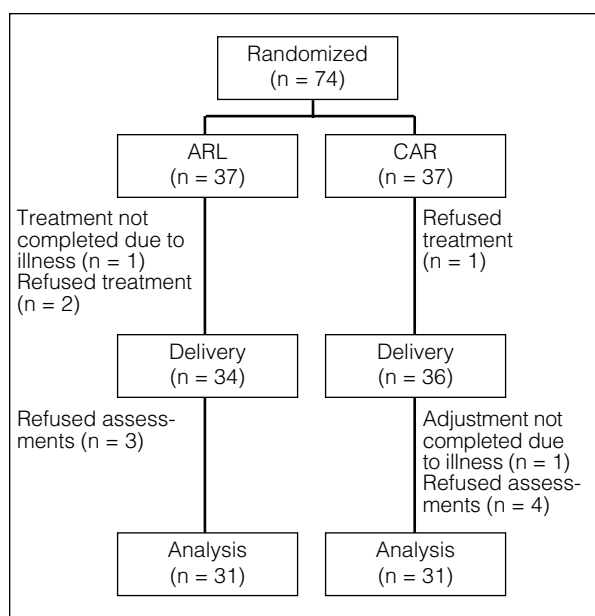 Randomized
(n = 74)
ARL
(n = 37)
CAR
(n = 37)
Treatment not
completed due to
illness (n = 1)
Refused treatment
(n = 2)
Refused
treatment
(n = 1)
Delivery
(n = 34)
Delivery
(n = 36)
Refused assess-
ments (n = 3)
Adjustment not
completed due
to illness (n = 1)
Refused assess-
ments (n = 4)
Analysis
(n = 31)
Analysis
(n = 31)